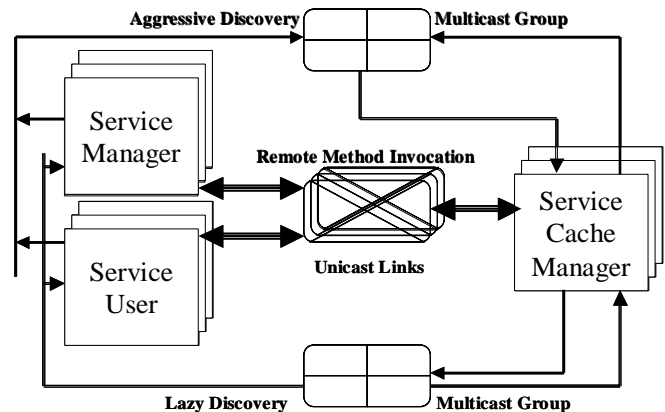 Aggressive Discovery
Multicast Group
Service
Manager
Remote Method Invocation
Service
Cache
Manager
Service
User
Unicast Links
Lazy Discovery
Multicast Group